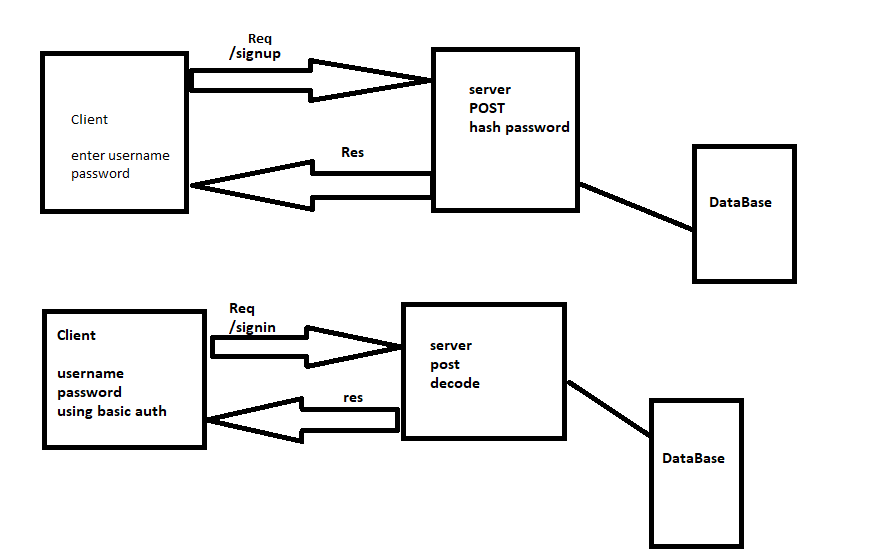 Req
/signup
Client
enter username
password
server
POST
hash password
Res
DataBase
Req
/signin
Client
username
password
using basic auth
server
post
decode
res
DataBase